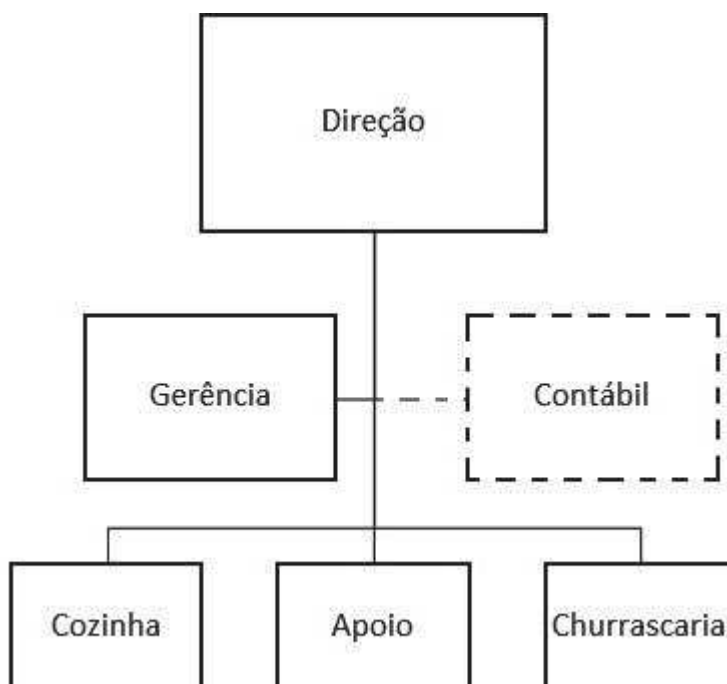 Direção
Gerência
Contábil
Cozinha
Apoio
Churrascaria